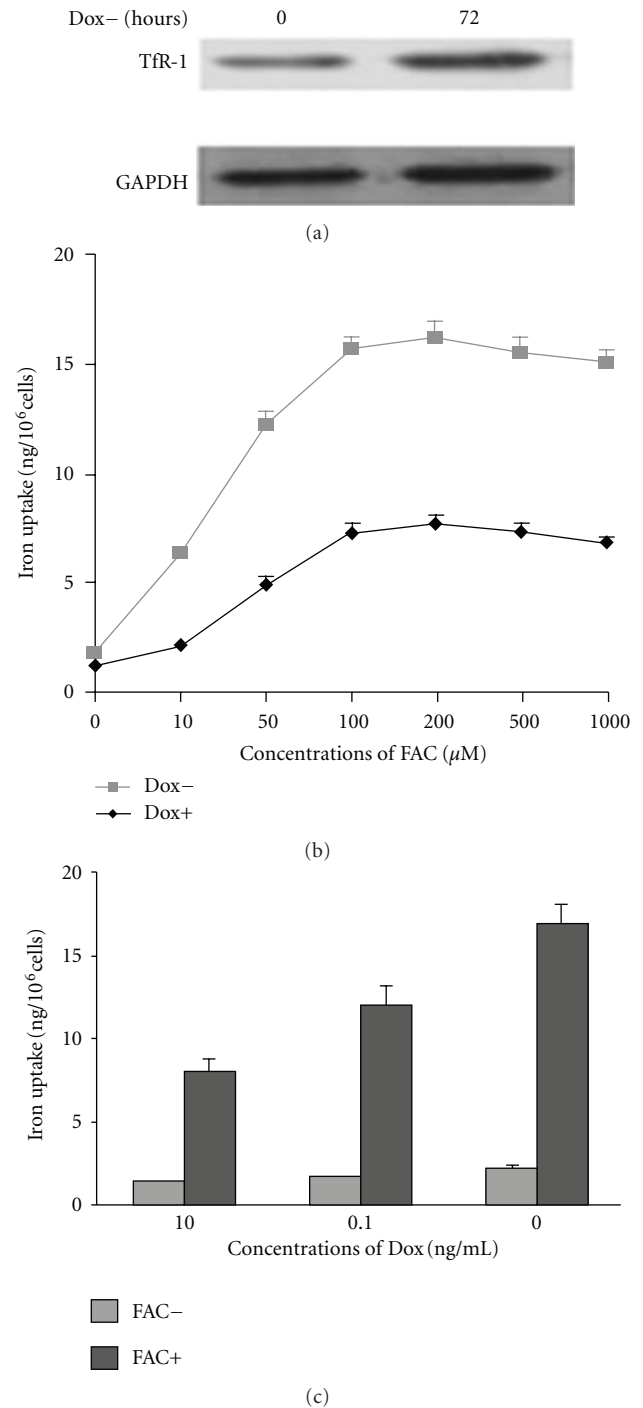 Dox− (hours) 0 72
TfR-1
GAPDH
(a)
20
15
10
5
0
Iron uptake (ng/10⁶cells)
0 10 50 100 200 500 1000
Concentrations of FAC (μM)
Dox−
Dox+
(b)
20
15
10
5
0
Iron uptake (ng/10⁶cells)
10 0.1 0
Concentrations of Dox (ng/mL)
FAC−
FAC+
(c)